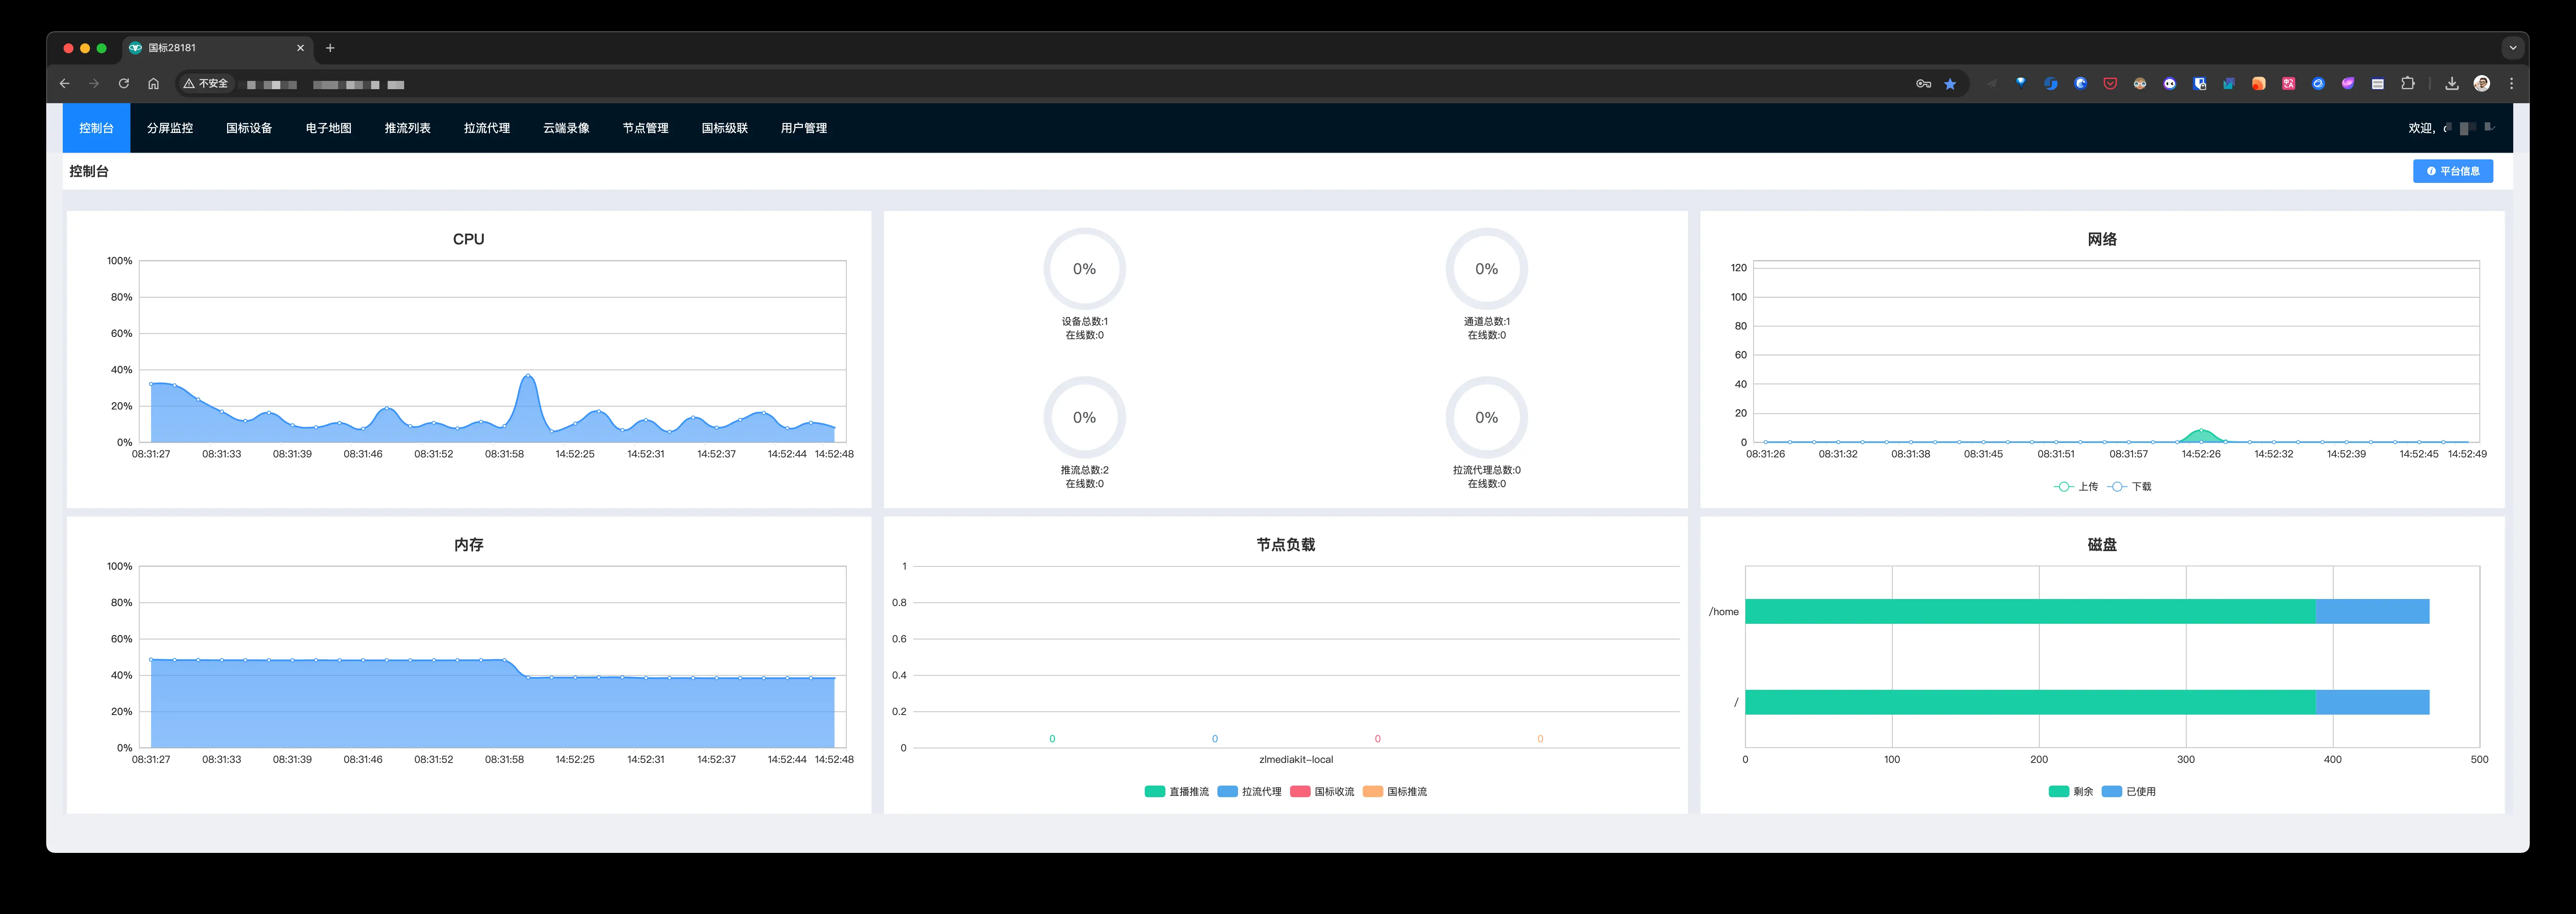 国标28181
不安全
控制台 分屏监控 国标设备 电子地图 推流列表 拉流代理 云端录像 节点管理 国标级联 用户管理
欢迎,
控制台
平台信息
CPU
100%
80%
60%
40%
20%
0%
08:31:27 08:31:33 08:31:39 08:31:46 08:31:52 08:31:58 14:52:25 14:52:31 14:52:37 14:52:44 14:52:48
0%
设备总数:1
在线数:0
0%
通道总数:1
在线数:0
0%
推流总数:2
在线数:0
0%
拉流代理总数:0
在线数:0
网络
120
100
80
60
40
20
0
08:31:26 08:31:32 08:31:38 08:31:45 08:31:51 08:31:57 14:52:26 14:52:32 14:52:39 14:52:45 14:52:49
上传 下载
内存
100%
80%
60%
40%
20%
0%
08:31:27 08:31:33 08:31:39 08:31:46 08:31:52 08:31:58 14:52:25 14:52:31 14:52:37 14:52:44 14:52:48
节点负载
1
0.8
0.6
0.4
0.2
0
0 0 0 0
zlmediakit-local
直播推流 拉流代理 国标收流 国标推流
磁盘
/home
/
0 100 200 300 400 500
剩余 已使用